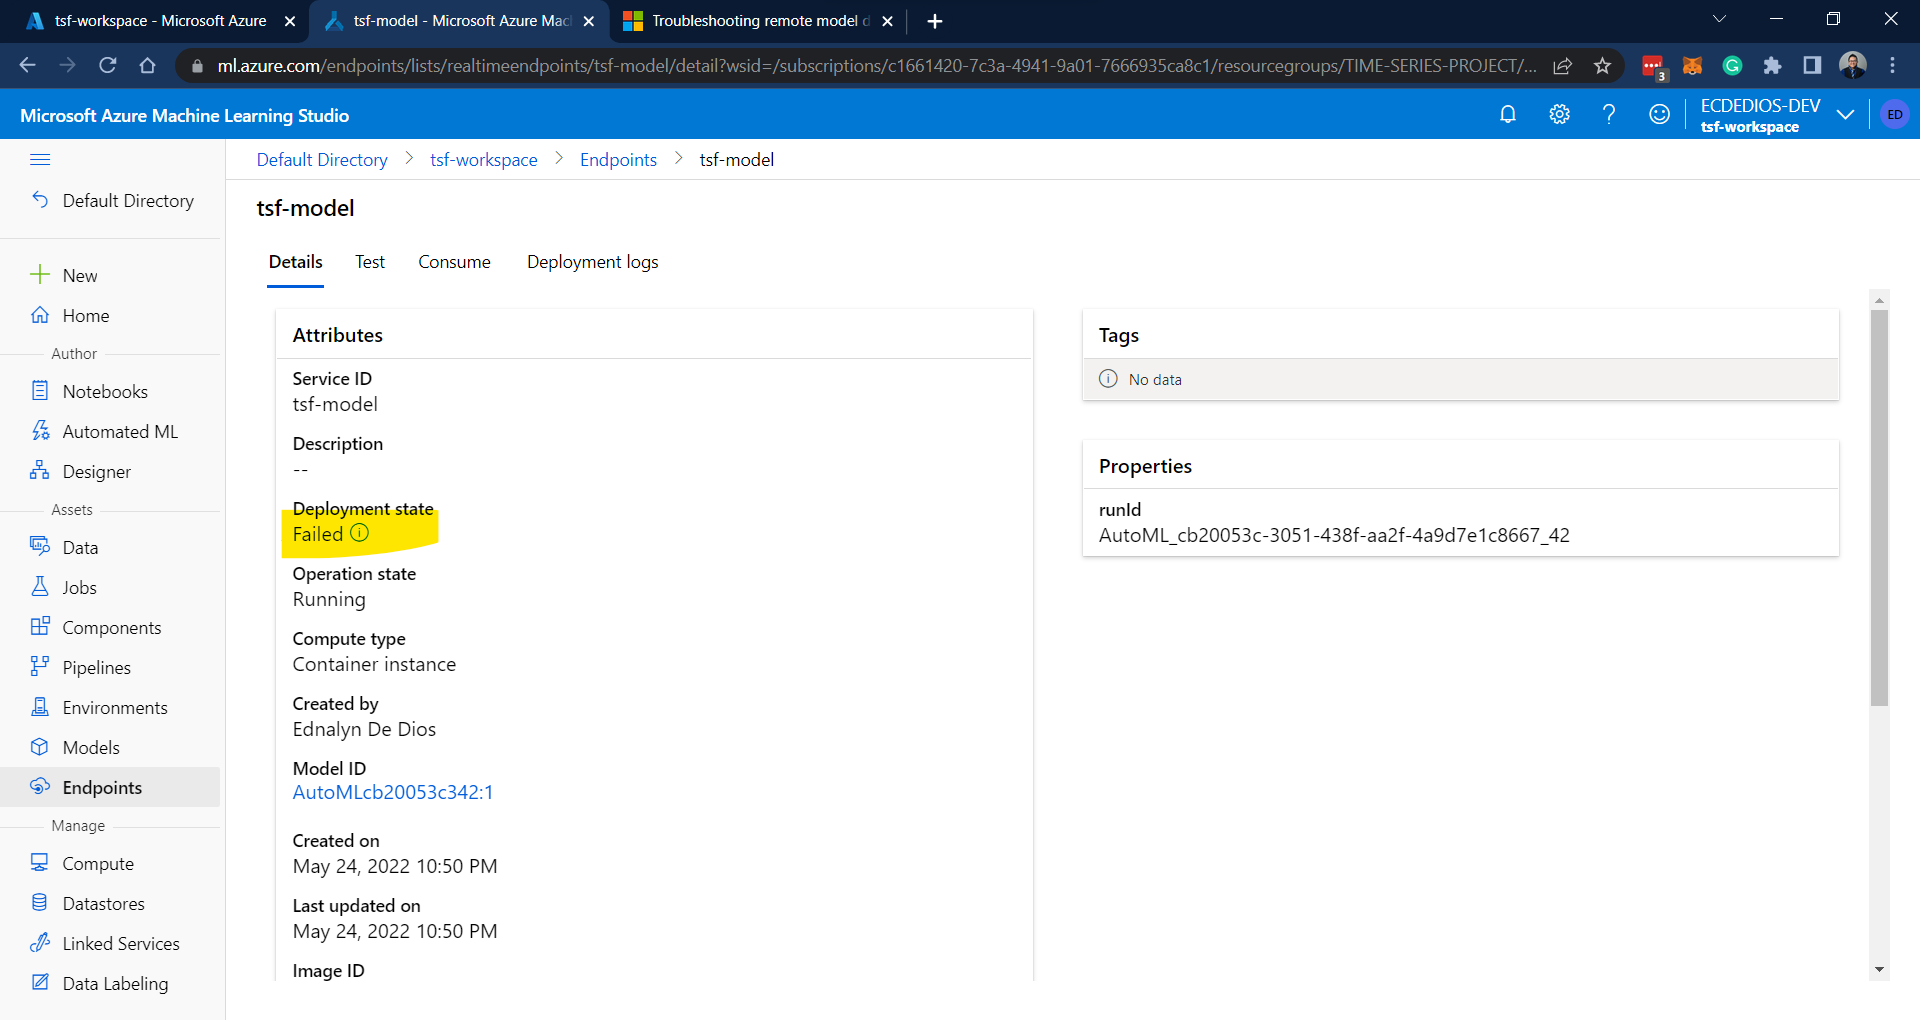 tsf-workspace - Microsoft Azure
tsf-model - Microsoft Azure Mac
Troubleshooting remote model d
ml.azure.com/endpoints/lists/realtimeendpoints/tsf-model/detail?wsid=/subscriptions/c1661420-7c3a-4941-9a01-7666935ca8c1/resourcegroups/TIME-SERIES-PROJECT/...
3
Microsoft Azure Machine Learning Studio
ECDEDIOS-DEV
tsf-workspace
ED
Default Directory
New
Home
Author
Notebooks
Automated ML
Designer
Assets
Data
Jobs
Components
Pipelines
Environments
Models
Endpoints
Manage
Compute
Datastores
Linked Services
Data Labeling
Default Directory > tsf-workspace > Endpoints > tsf-model
tsf-model
Details Test Consume Deployment logs
Attributes
Service ID
tsf-model
Description
--
Deployment state
Failed
Operation state
Running
Compute type
Container instance
Created by
Ednalyn De Dios
Model ID
AutoMLcb20053c342:1
Created on
May 24, 2022 10:50 PM
Last updated on
May 24, 2022 10:50 PM
Image ID
Tags
No data
Properties
runId
AutoML_cb20053c-3051-438f-aa2f-4a9d7e1c8667_42